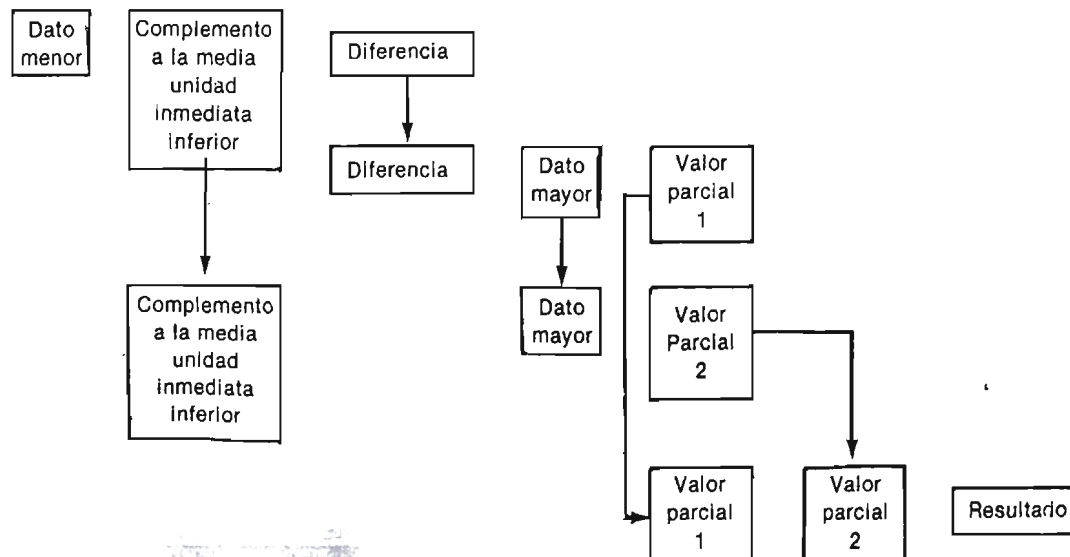 Dato
menor
Complemento
a la media
unidad
inmediata
inferior
Diferencia
Diferencia
Dato
mayor
Valor
parcial
1
Complemento
a la media
unidad
inmediata
inferior
Dato
mayor
Valor
Parcial
2
Valor
parcial
1
Valor
parcial
2
Resultado